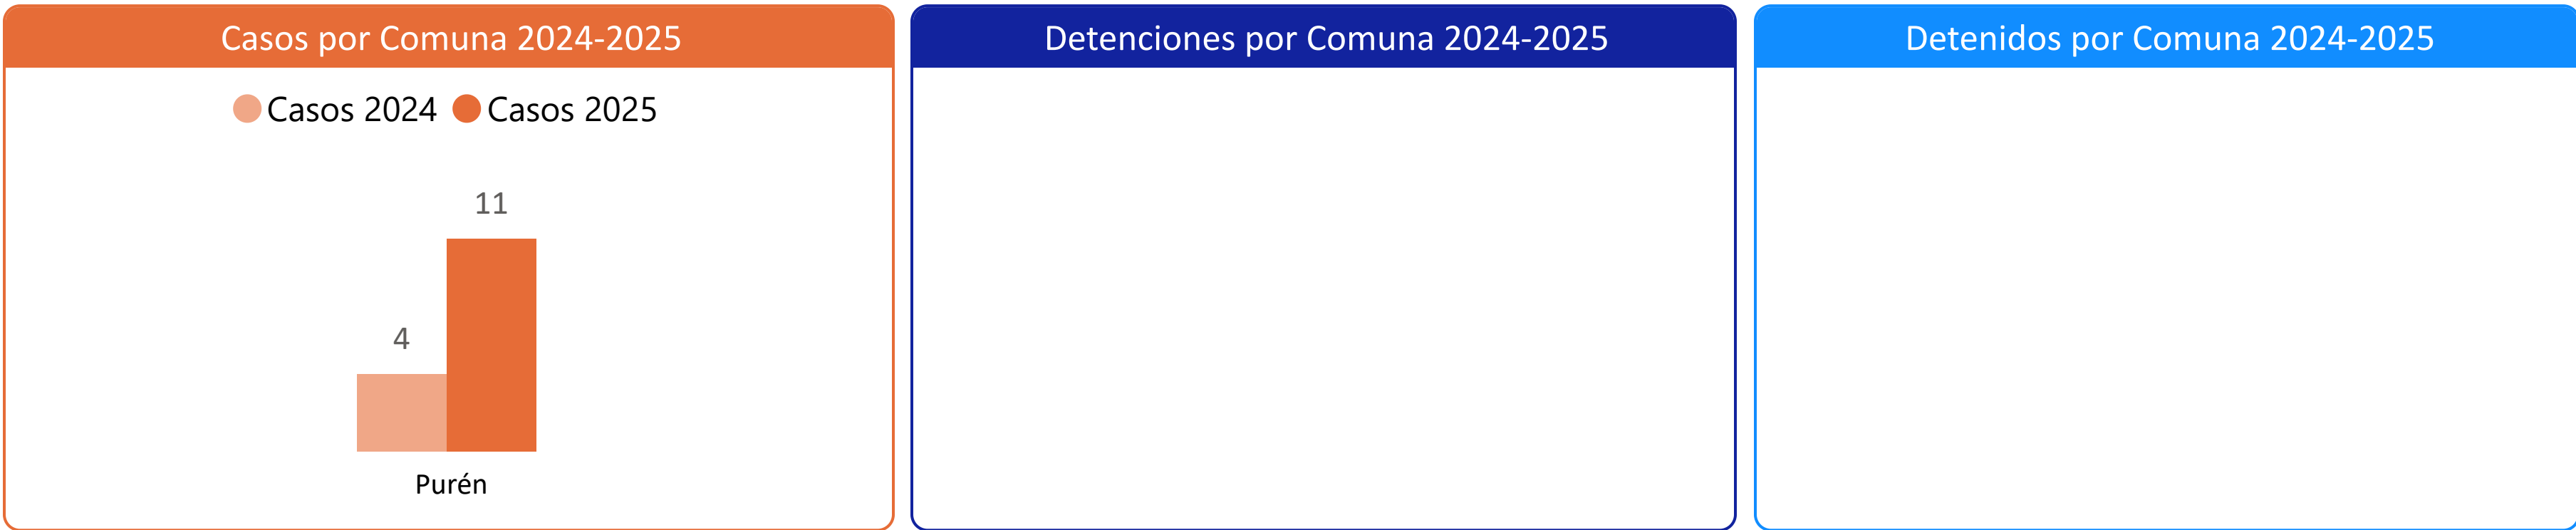 Casos por Comuna 2024-2025
Casos 2024 Casos 2025
11
4
Purén
Detenciones por Comuna 2024-2025
Detenidos por Comuna 2024-2025